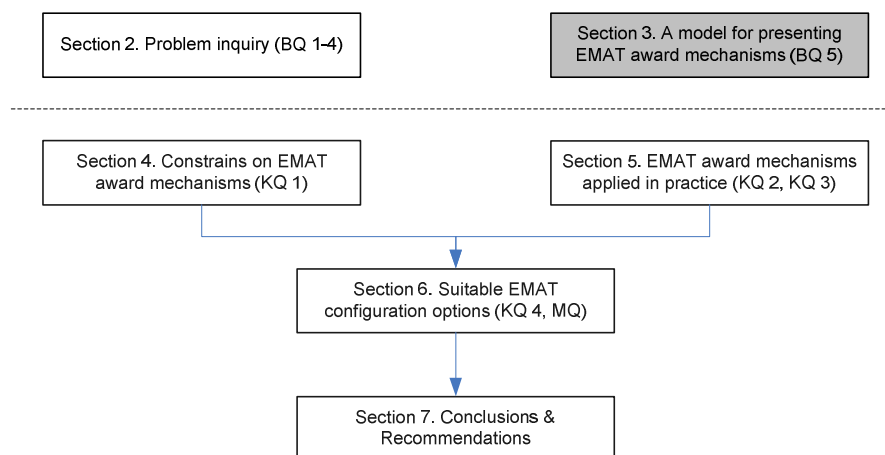 Section 2. Problem inquiry (BQ 1-4)
Section 3. A model for presenting
EMAT award mechanisms (BQ 5)
Section 4. Constrains on EMAT
award mechanisms (KQ 1)
Section 5. EMAT award mechanisms
applied in practice (KQ 2, KQ 3)
Section 6. Suitable EMAT
configuration options (KQ 4, MQ)
Section 7. Conclusions &
Recommendations